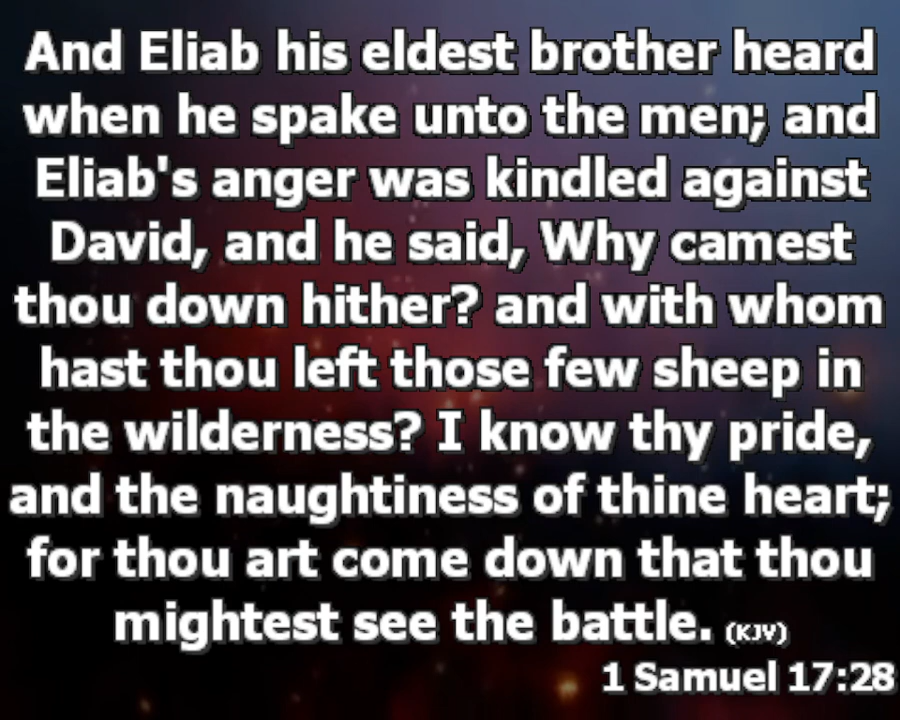 And Eliab his eldest brother heard
when he spake unto the men; and
Eliab's anger was kindled against
David, and he said, Why camest
thou down hither? and with whom
hast thou left those few sheep in
the wilderness? I know thy pride,
and the naughtiness of thine heart;
for thou art come down that thou
mightest see the battle. (KJV)
1 Samuel 17:28